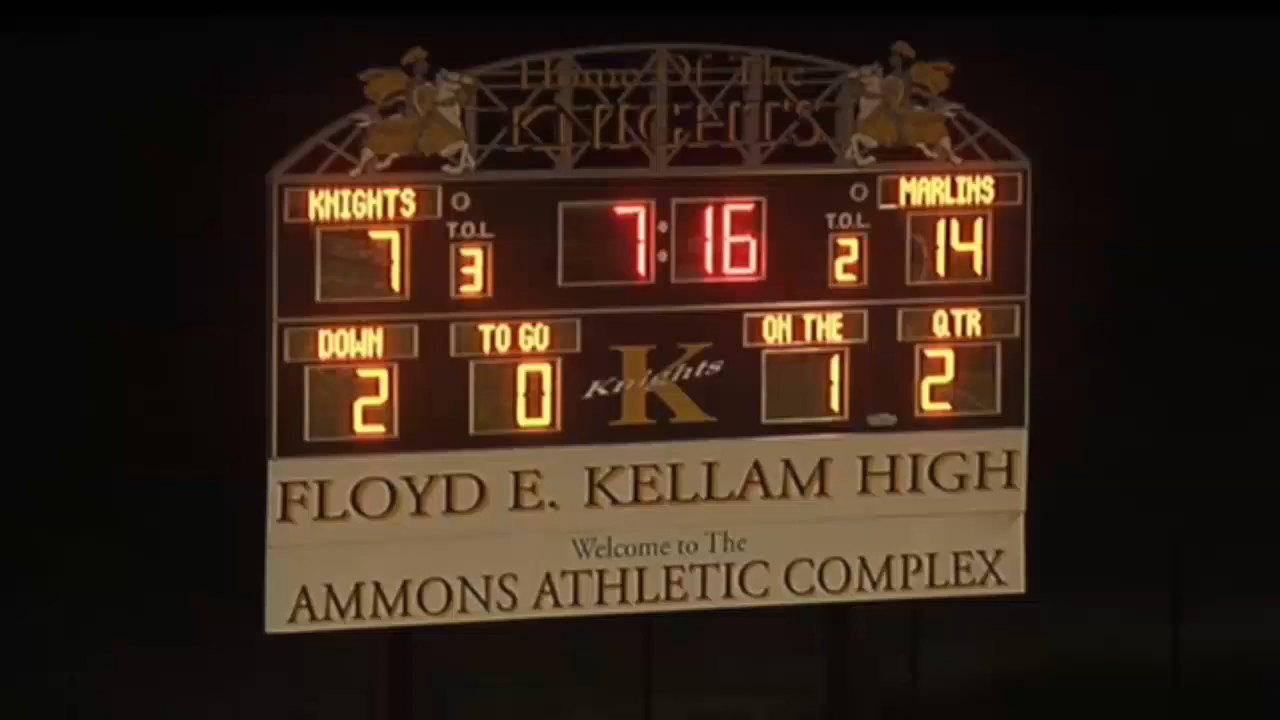 Home Of The
KNIGHTS
KNIGHTS 7 T.O.L. 3 7:16 T.O.L. 2 MARLINS 14
DOWN 2 TO GO 0 K Knights ON THE 1 QTR 2
FLOYD E. KELLAM HIGH
Welcome to The
AMMONS ATHLETIC COMPLEX